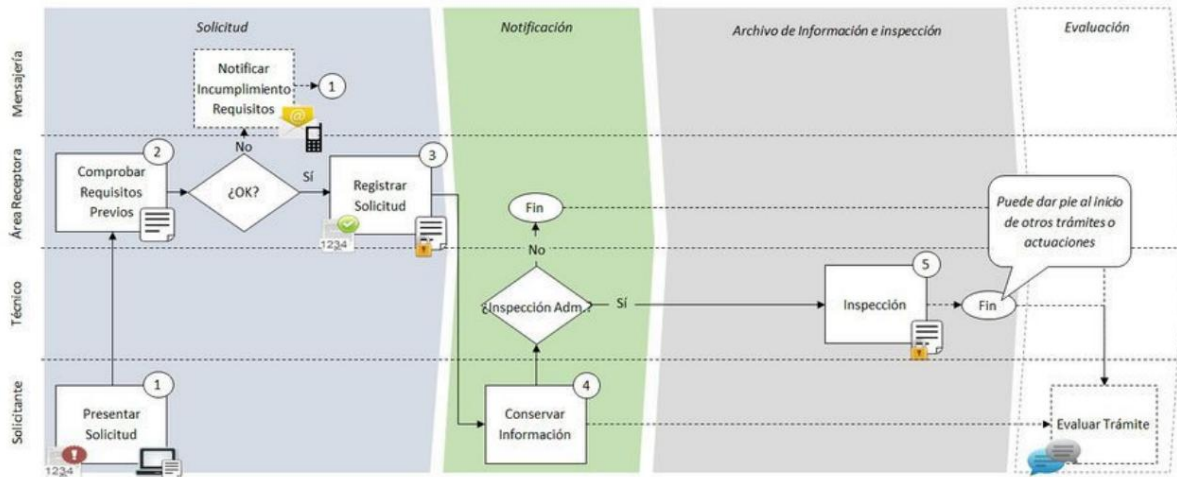 Solicitud
Notificación
Archivo de Información e inspección
Evaluación
Mensajería
Notificar
Incumplimiento
Requisitos
1
@
No
Área Receptora
2
Comprobar
Requisitos
Previos
¿OK?
Sí
3
Registrar
Solicitud
1234
Fin
No
Puede dar pie al inicio
de otros trámites o
actuaciones
Técnico
¿Inspección Adm.?
Sí
5
Inspección
Fin
Solicitante
1
Presentar
Solicitud
1234
4
Conservar
Información
Evaluar Trámite